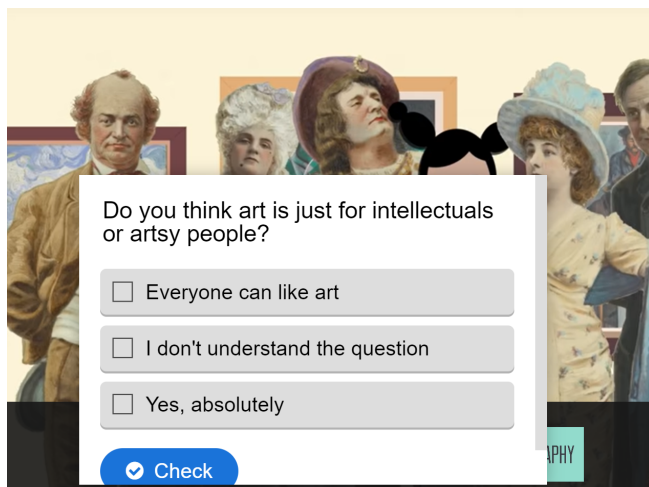 Do you think art is just for intellectuals
or artsy people?
Everyone can like art
I don't understand the question
Yes, absolutely
Check